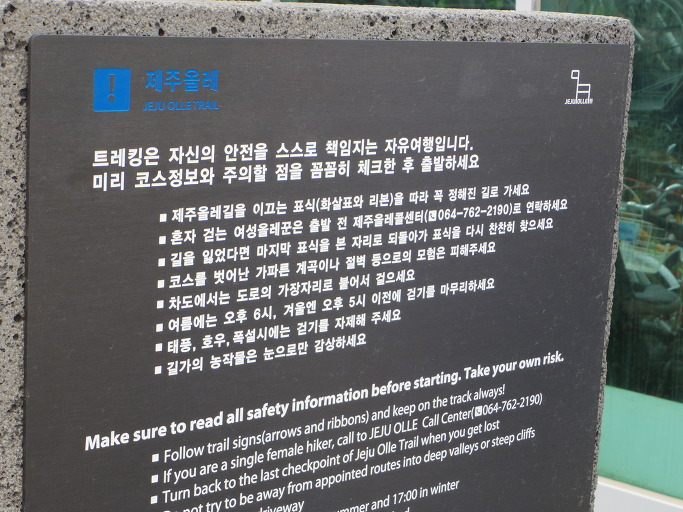 ! 제주올레
JEJU OLLE TRAIL
JEJU OLLE
트레킹은 자신의 안전을 스스로 책임지는 자유여행입니다.
미리 코스정보와 주의할 점을 꼼꼼히 체크한 후 출발하세요
■ 제주올레길을 이끄는 표식(화살표와 리본)을 따라 꼭 정해진 길로 가세요
■ 혼자 걷는 여성올레꾼은 출발 전 제주올레콜센터(☎064-762-2190)로 연락하세요
■ 길을 잃었다면 마지막 표식을 본 자리로 되돌아가 표식을 다시 찬찬히 찾으세요
■ 코스를 벗어난 가파른 계곡이나 절벽 등으로의 모험은 피해주세요
■ 차도에서는 도로의 가장자리로 붙어서 걸으세요
■ 여름에는 오후 6시, 겨울엔 오후 5시 이전에 걷기를 마무리하세요
■ 태풍, 호우, 폭설시에는 걷기를 자제해 주세요
■ 길가의 농작물은 눈으로만 감상하세요
Make sure to read all safety information before starting. Take your own risk.
■ Follow trail signs(arrows and ribbons) and keep on the track always!
■ If you are a single female hiker, call to JEJU OLLE Call Center(☎064-762-2190)
■ Turn back to the last checkpoint of Jeju Olle Trail when you get lost
not try to be away from appointed routes into deep valleys or steep cliffs
driveway
and 17:00 in winter